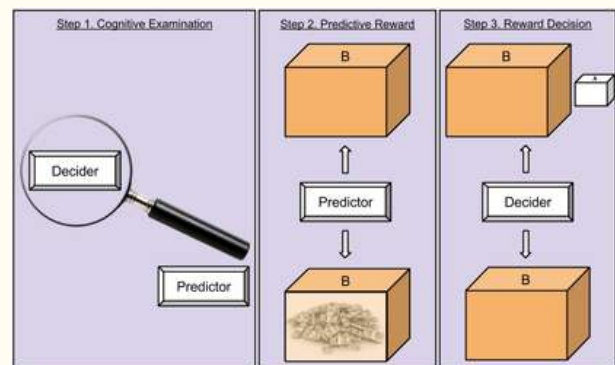 Step 1. Cognitive Examination
Decider
Predictor
Step 2. Predictive Reward
B
Predictor
B
Step 3. Reward Decision
B
A
Decider
B